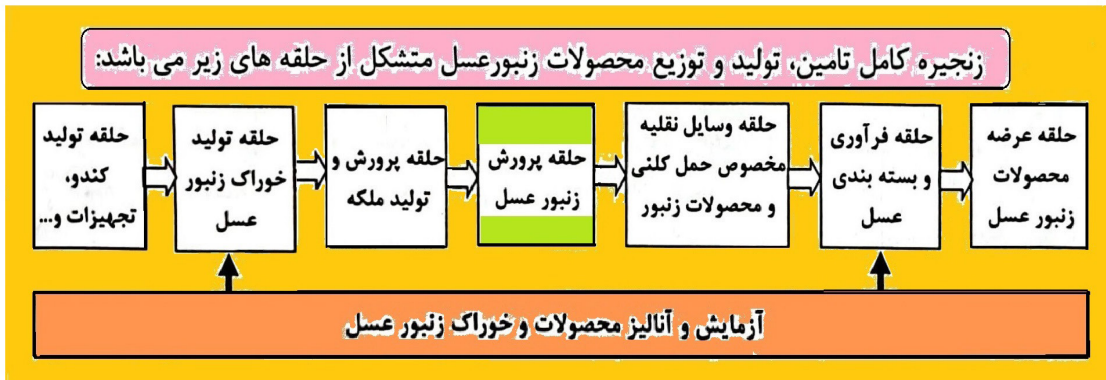 زنجیره کامل تامین، تولید و توزیع محصولات زنبورعسل متشکل از حلقه های زیر می باشد:
حلقه تولید
کندو،
تجهیزات و...
حلقه تولید
خوراک زنبور
عسل
حلقه پرورش و
تولید ملکه
حلقه پرورش
زنبور عسل
حلقه وسایل نقلیه
مخصوص حمل کلنی
و محصولات زنبور
حلقه فرآوری
و بسته بندی
عسل
حلقه عرضه
محصولات
زنبور عسل
آزمایش و آنالیز محصولات و خوراک زنبور عسل